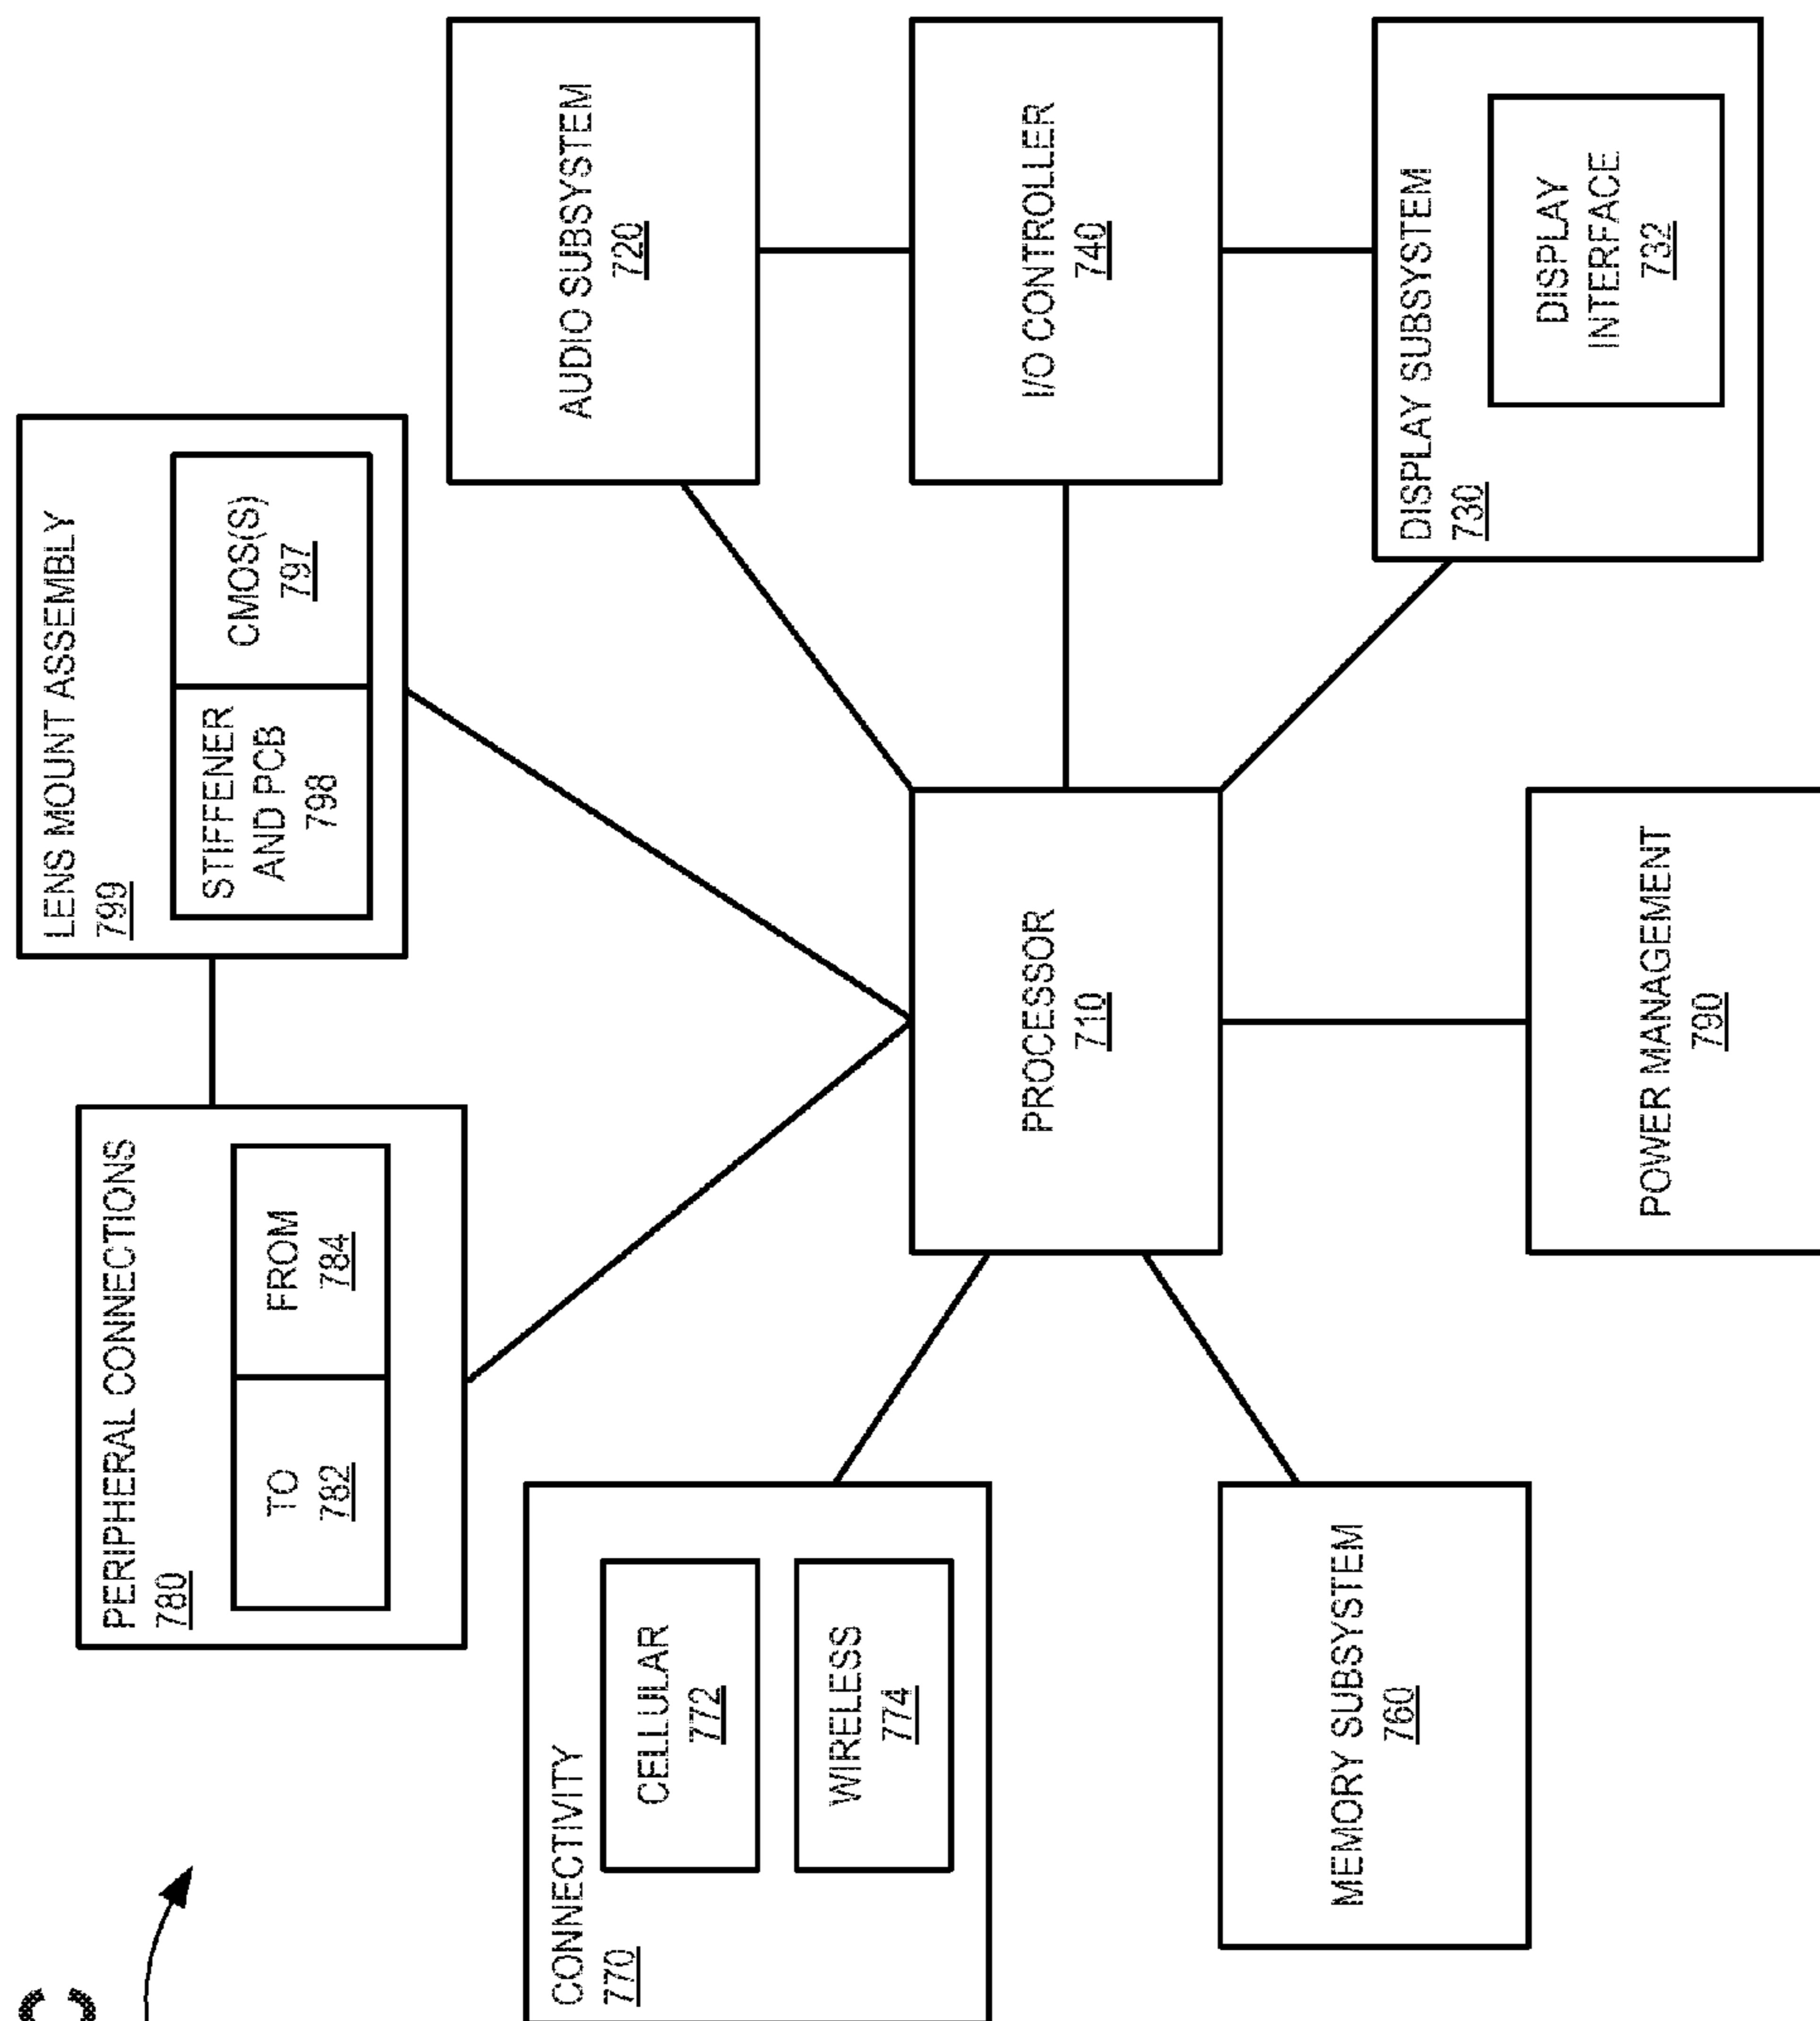 C
PERIPHERAL CONNECTIONS
780
TO
782
FROM
784
LENS MOUNT ASSEMBLY
799
STIFFENER
AND PCB
798
CMOS(S)
797
CONNECTIVITY
770
CELLULAR
772
WIRELESS
774
AUDIO SUBSYSTEM
720
PROCESSOR
710
I/O CONTROLLER
740
MEMORY SUBSYSTEM
760
DISPLAY SUBSYSTEM
730
DISPLAY
INTERFACE
732
POWER MANAGEMENT
790